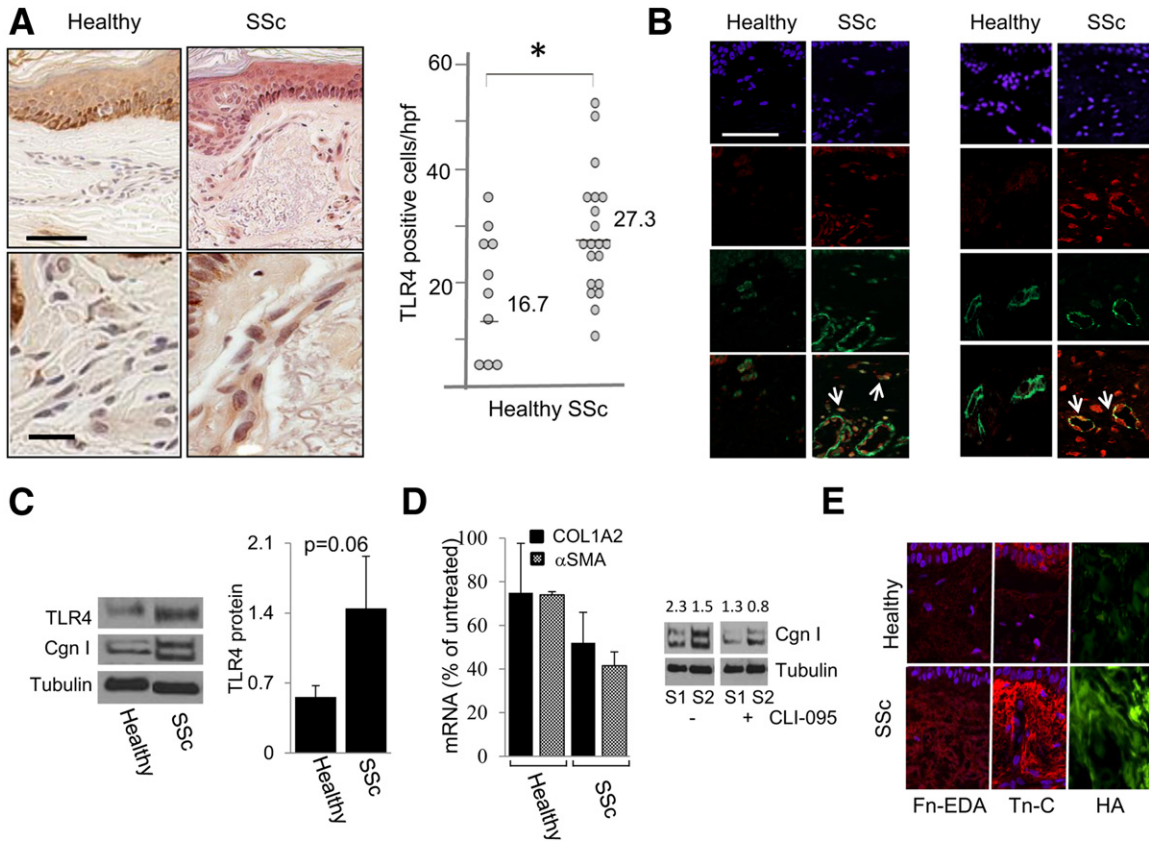 A
Healthy
SSc
TLR4 positive cells/hpf
60
40
20
*
16.7
27.3
Healthy SSc
B
Healthy
SSc
Healthy
SSc
C
TLR4
Cgn I
Tubulin
Healthy
SSc
TLR4 protein
2.1
1.4
0.7
0
p=0.06
Healthy
SSc
D
mRNA (% of untreated)
100
80
60
40
20
0
COL1A2
αSMA
Healthy
SSc
2.3 1.5 1.3 0.8
Cgn I
Tubulin
S1 S2 S1 S2
- + CLI-095
E
Healthy
SSc
Fn-EDA Tn-C HA